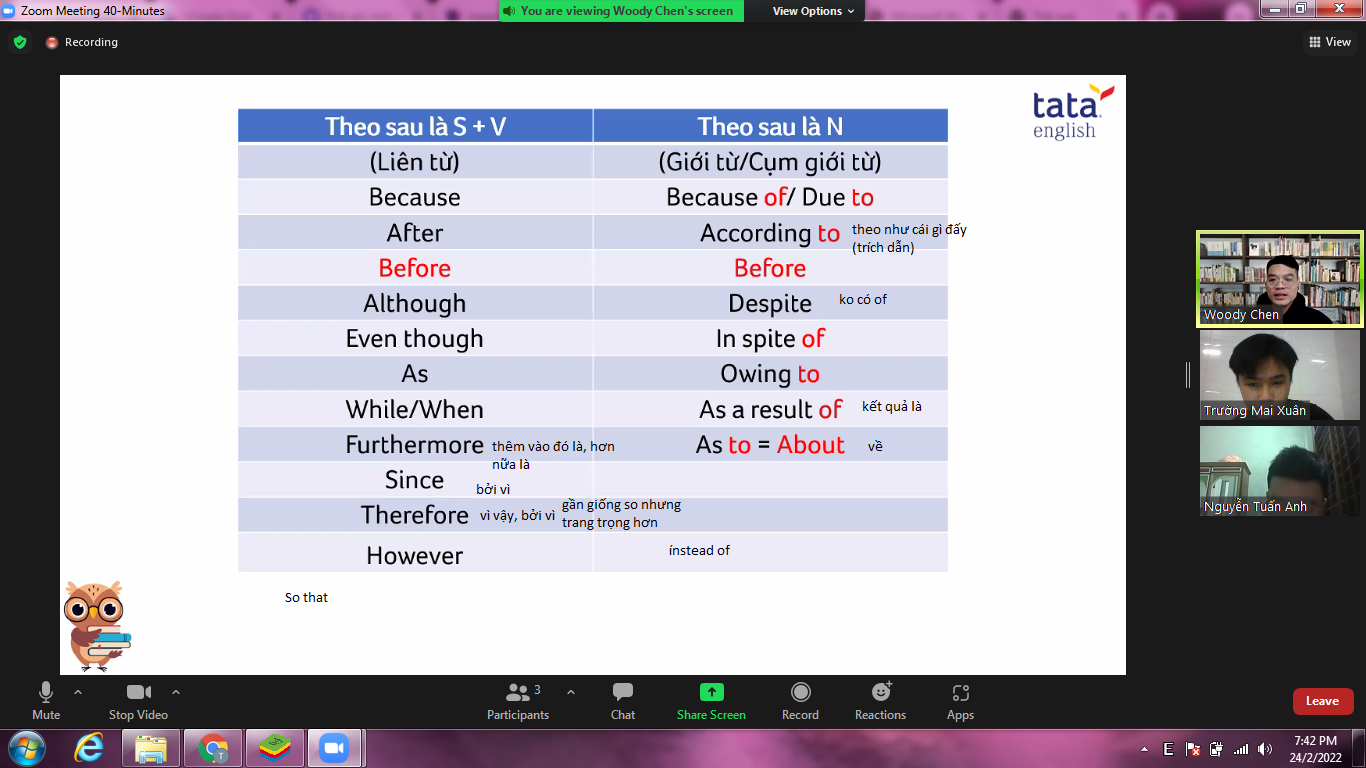 Zoom Meeting 40-Minutes
You are viewing Woody Chen's screen
View Options
Recording
View
tata
english
Theo sau là S + V
Theo sau là N
(Liên từ)
(Giới từ/Cụm giới từ)
Because
Because of/ Due to
After
According to
theo như cái gì đấy
(trích dẫn)
Before
Before
Although
Despite
ko có of
Even though
In spite of
As
Owing to
While/When
As a result of
kết quả là
Furthermore
thêm vào đó là, hơn
nữa là
As to = About
về
Since
bởi vì
Therefore
vì vậy, bởi vì
gần giống so nhưng
trang trọng hơn
However
ínstead of
So that
Woody Chen
Trường Mai Xuân
Nguyễn Tuấn Anh
Mute
Stop Video
Participants
3
Chat
Share Screen
Record
Reactions
Apps
Leave
E
7:42 PM
24/2/2022